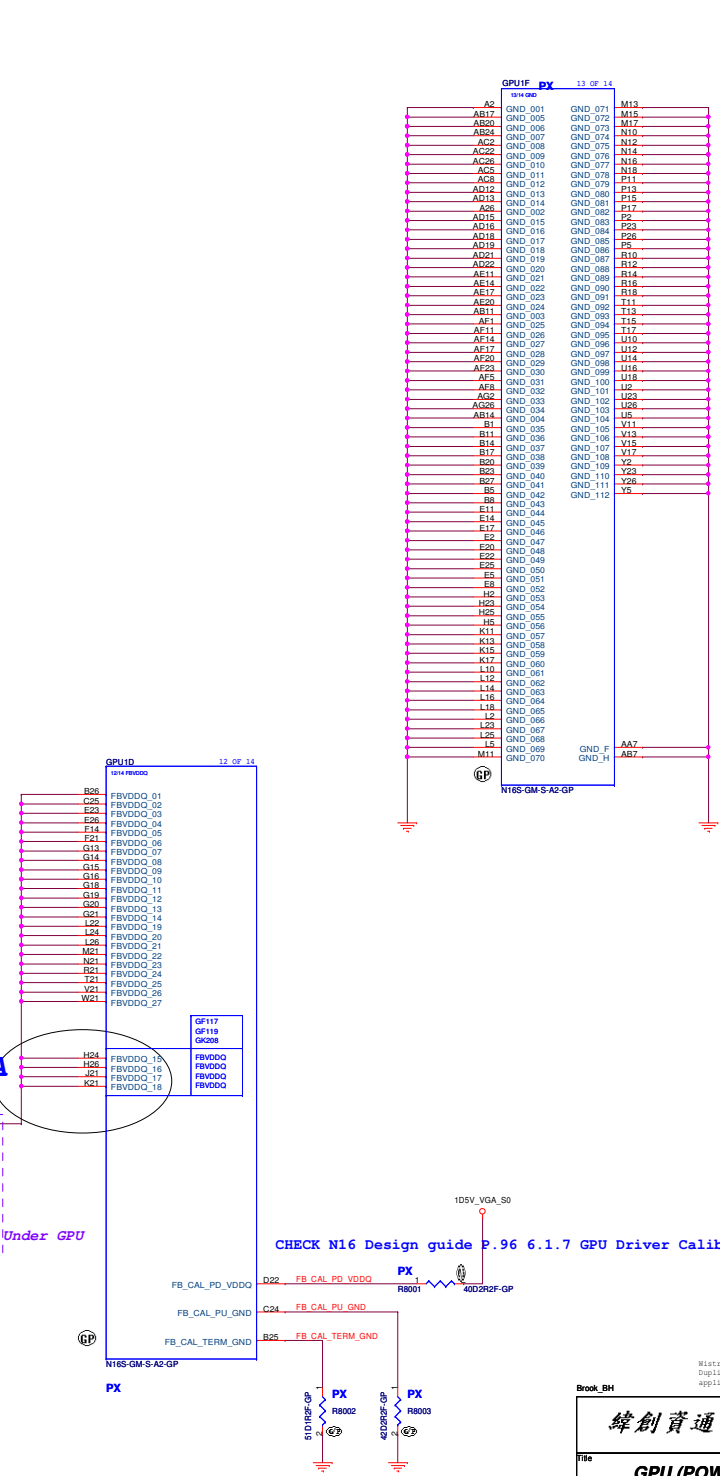 GPU1F PX 13 OF 14
13/14 GND
A2 GND_001 GND_071 M13
AB17 GND_005 GND_072 M15
AB20 GND_006 GND_073 M17
AB24 GND_007 GND_074 N10
AC2 GND_008 GND_075 N12
AC22 GND_009 GND_076 N14
AC26 GND_010 GND_077 N16
AC5 GND_011 GND_078 N18
AC8 GND_012 GND_079 P11
AD12 GND_013 GND_080 P13
AD13 GND_014 GND_081 P15
A26 GND_002 GND_082 P17
AD15 GND_015 GND_083 P2
AD16 GND_016 GND_084 P23
AD18 GND_017 GND_085 P26
AD19 GND_018 GND_086 P5
AD21 GND_019 GND_087 R10
AD22 GND_020 GND_088 R12
AE11 GND_021 GND_089 R14
AE14 GND_022 GND_090 R16
AE17 GND_023 GND_091 R18
AE20 GND_024 GND_092 T11
AB11 GND_003 GND_093 T13
AF1 GND_025 GND_094 T15
AF11 GND_026 GND_095 T17
AF14 GND_027 GND_096 U10
AF17 GND_028 GND_097 U12
AF20 GND_029 GND_098 U14
AF23 GND_030 GND_099 U16
AF5 GND_031 GND_100 U18
AF8 GND_032 GND_101 U2
AG2 GND_033 GND_102 U23
AG26 GND_034 GND_103 U26
AB14 GND_004 GND_104 U5
B1 GND_035 GND_105 V11
B11 GND_036 GND_106 V13
B14 GND_037 GND_107 V15
B17 GND_038 GND_108 V17
B20 GND_039 GND_109 Y2
B23 GND_040 GND_110 Y23
B27 GND_041 GND_111 Y26
B5 GND_042 GND_112 Y5
B8 GND_043
E11 GND_044
E14 GND_045
E17 GND_046
E2 GND_047
E20 GND_048
E22 GND_049
E25 GND_050
E5 GND_051
E8 GND_052
H2 GND_053
H23 GND_054
H25 GND_055
H5 GND_056
K11 GND_057
K13 GND_058
K15 GND_059
K17 GND_060
L10 GND_061
L12 GND_062
L14 GND_063
L16 GND_064
L18 GND_065
L2 GND_066
L23 GND_067
L25 GND_068
L5 GND_069 GND_F AA7
M11 GND_070 GND_H AB7
GP
N16S-GM-S-A2-GP
GPU1D 12 OF 14
12/14 FBVDDQ
B26 FBVDDQ_01
C25 FBVDDQ_02
E23 FBVDDQ_03
E26 FBVDDQ_04
F14 FBVDDQ_05
F21 FBVDDQ_06
G13 FBVDDQ_07
G14 FBVDDQ_08
G15 FBVDDQ_09
G16 FBVDDQ_10
G18 FBVDDQ_11
G19 FBVDDQ_12
G20 FBVDDQ_13
G21 FBVDDQ_14
L22 FBVDDQ_19
L24 FBVDDQ_20
L26 FBVDDQ_21
M21 FBVDDQ_22
N21 FBVDDQ_23
R21 FBVDDQ_24
T21 FBVDDQ_25
V21 FBVDDQ_26
W21 FBVDDQ_27
GF117
GF119
GK208
H24 FBVDDQ_15 FBVDDQ
H26 FBVDDQ_16 FBVDDQ
J21 FBVDDQ_17 FBVDDQ
K21 FBVDDQ_18 FBVDDQ
A
1D5V_VGA_S0
Under GPU
CHECK N16 Design guide P.96 6.1.7 GPU Driver Calib
FB_CAL_PD_VDDQ D22 FB_CAL_PD_VDDQ PX 1
R8001 40D2R2F-GP
FB_CAL_PU_GND C24 FB_CAL_PU_GND
FB_CAL_TERM_GND B25 FB_CAL_TERM_GND
GP
N16S-GM-S-A2-GP
PX
51D1R2F-GP 1 2 PX R8002
42D2R2F-GP 1 2 PX R8003
Wistr
Dupli
appli
Brook_BH
緯創資通
Title
GPU (POW